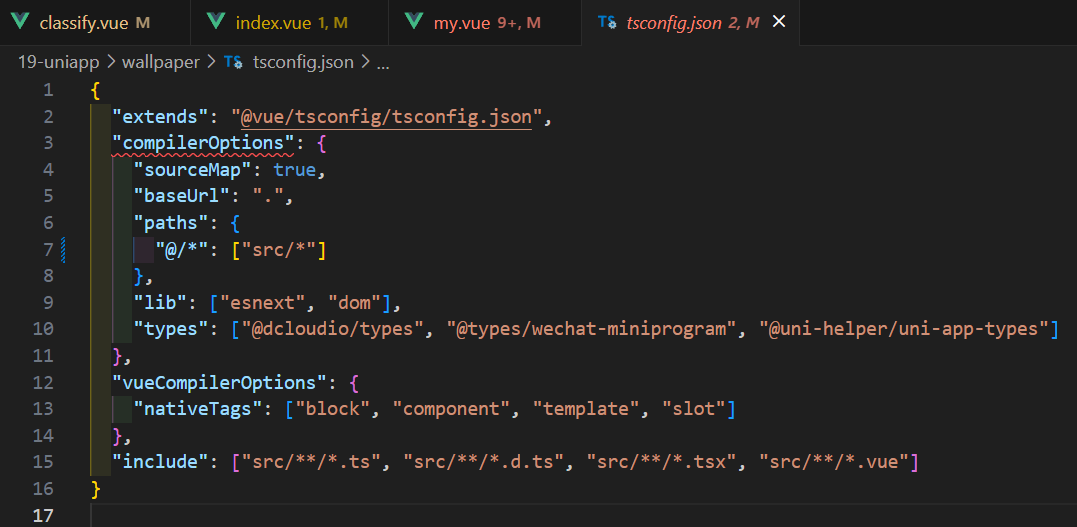 classify.vue M index.vue 1, M my.vue 9+, M TS tsconfig.json 2, M ×
19-uniapp > wallpaper > TS tsconfig.json > ...
1 {
2 "extends": "@vue/tsconfig/tsconfig.json",
3 "compilerOptions": {
4 "sourceMap": true,
5 "baseUrl": ".",
6 "paths": {
7 "@/*": ["src/*"]
8 },
9 "lib": ["esnext", "dom"],
10 "types": ["@dcloudio/types", "@types/wechat-miniprogram", "@uni-helper/uni-app-types"]
11 },
12 "vueCompilerOptions": {
13 "nativeTags": ["block", "component", "template", "slot"]
14 },
15 "include": ["src/**/*.ts", "src/**/*.d.ts", "src/**/*.tsx", "src/**/*.vue"]
16 }
17